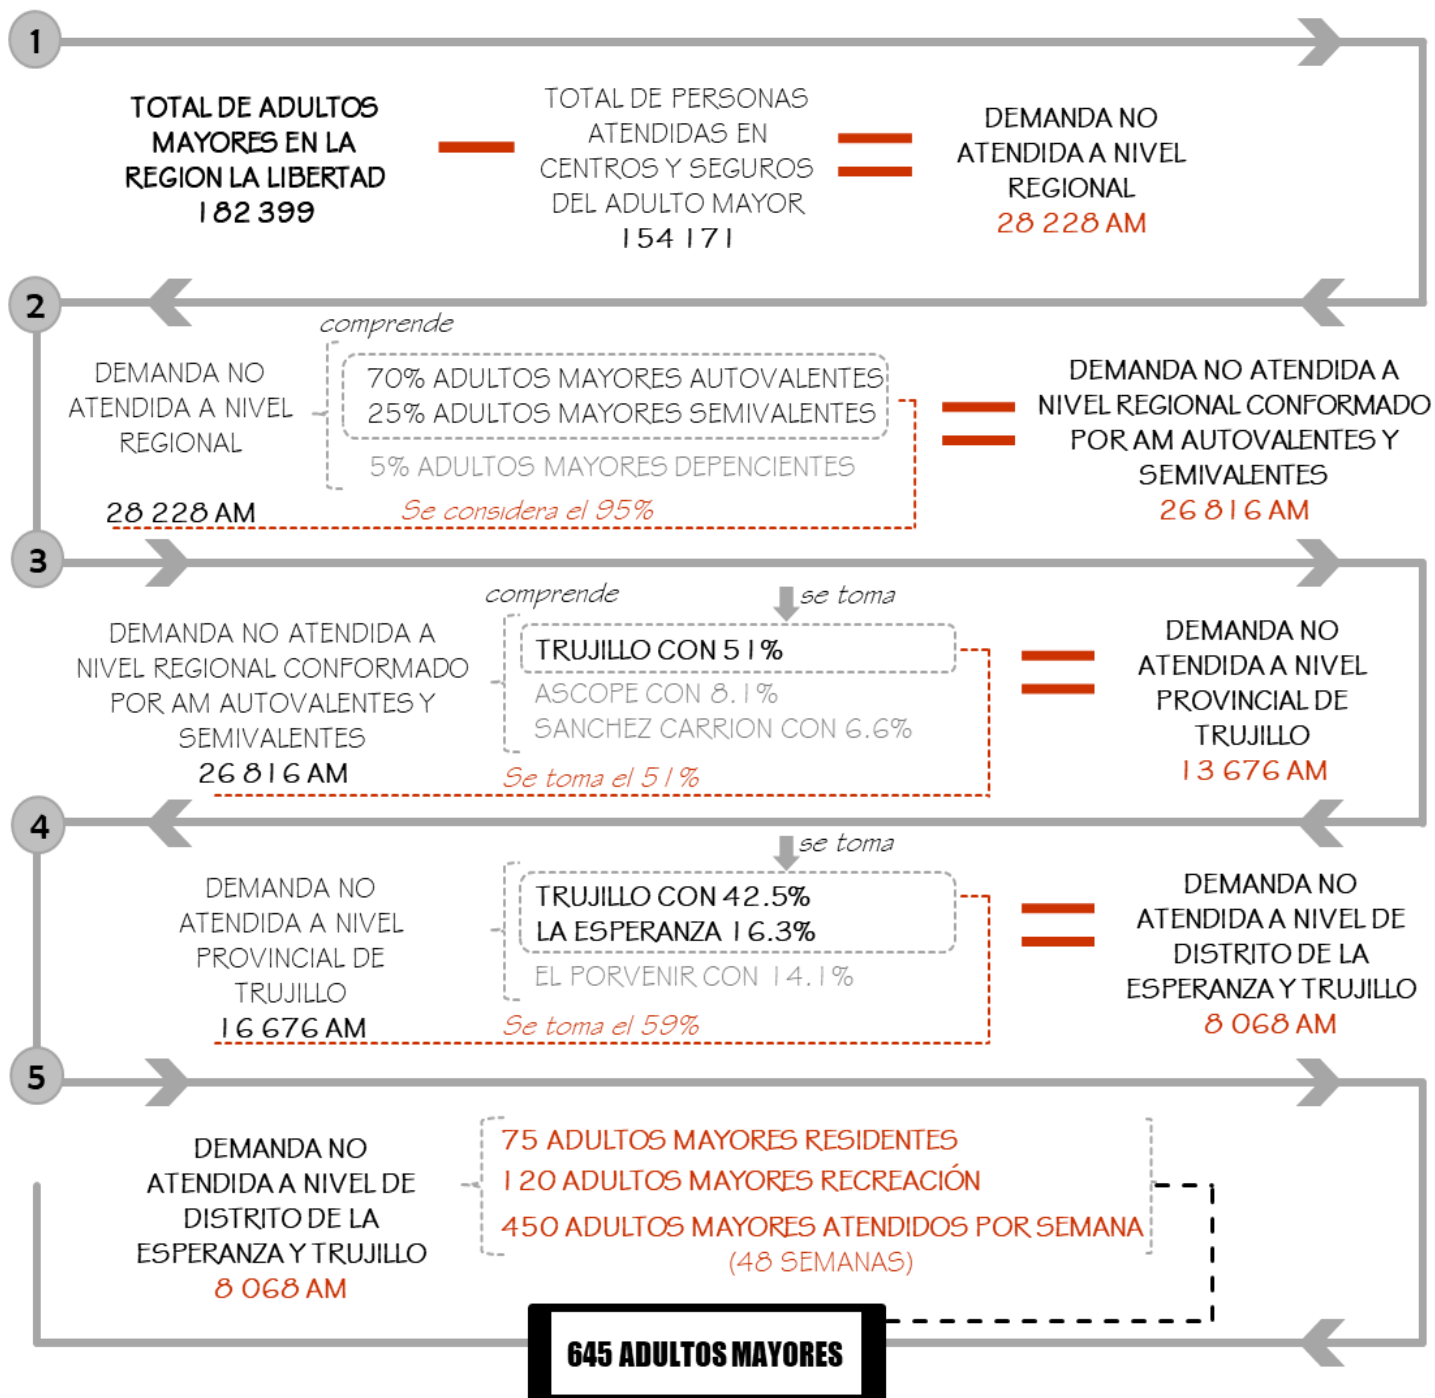 1
TOTAL DE ADULTOS
MAYORES EN LA
REGION LA LIBERTAD
182 399
TOTAL DE PERSONAS
ATENDIDAS EN
CENTROS Y SEGUROS
DEL ADULTO MAYOR
154 171
DEMANDA NO
ATENDIDA A NIVEL
REGIONAL
28 228 AM
2
DEMANDA NO
ATENDIDA A NIVEL
REGIONAL
28 228 AM
comprende
70% ADULTOS MAYORES AUTOVALENTES
25% ADULTOS MAYORES SEMIVALENTES
5% ADULTOS MAYORES DEPENCIENTES
Se considera el 95%
DEMANDA NO ATENDIDA A
NIVEL REGIONAL CONFORMADO
POR AM AUTOVALENTES Y
SEMIVALENTES
26 816 AM
3
DEMANDA NO ATENDIDA A
NIVEL REGIONAL CONFORMADO
POR AM AUTOVALENTES Y
SEMIVALENTES
26 816 AM
comprende
se toma
TRUJILLO CON 51%
ASCOPE CON 8.1%
SANCHEZ CARRION CON 6.6%
Se toma el 51%
DEMANDA NO
ATENDIDA A NIVEL
PROVINCIAL DE
TRUJILLO
13 676 AM
4
DEMANDA NO
ATENDIDA A NIVEL
PROVINCIAL DE
TRUJILLO
16 676 AM
se toma
TRUJILLO CON 42.5%
LA ESPERANZA 16.3%
EL PORVENIR CON 14.1%
Se toma el 59%
DEMANDA NO
ATENDIDA A NIVEL DE
DISTRITO DE LA
ESPERANZA Y TRUJILLO
8 068 AM
5
DEMANDA NO
ATENDIDA A NIVEL DE
DISTRITO DE LA
ESPERANZA Y TRUJILLO
8 068 AM
75 ADULTOS MAYORES RESIDENTES
120 ADULTOS MAYORES RECREACIÓN
450 ADULTOS MAYORES ATENDIDOS POR SEMANA
(48 SEMANAS)
645 ADULTOS MAYORES